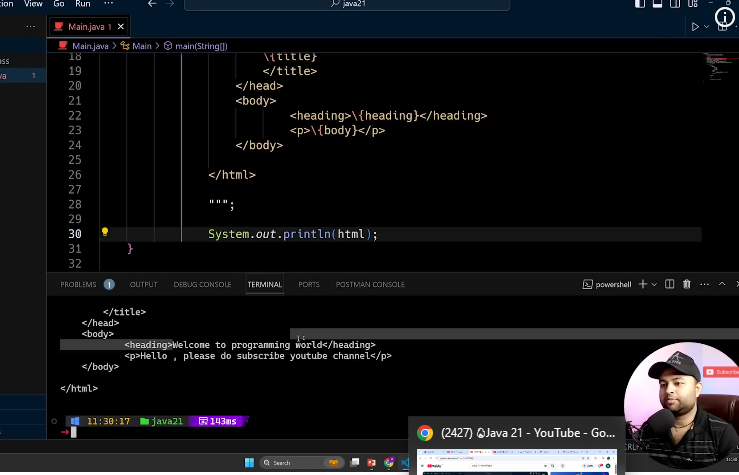 tion View Go Run ···
java21
Main.java 1
Main.java > Main > main(String[])
ass
va 1
18 \{title}
19 </title>
20 </head>
21 <body>
22 <heading>\{heading}</heading>
23 <p>\{body}</p>
24 </body>
25
26 </html>
27
28 """;
29
30 System.out.println(html);
31 }
32
PROBLEMS 1 OUTPUT DEBUG CONSOLE TERMINAL PORTS POSTMAN CONSOLE powershell
</title>
</head>
<body>
<heading>Welcome to programming world</heading>
<p>Hello , please do subscribe youtube channel</p>
</body>
</html>
11:30:17 java21 143ms
(2427) Java 21 - YouTube - Go...
Subscribe
Search